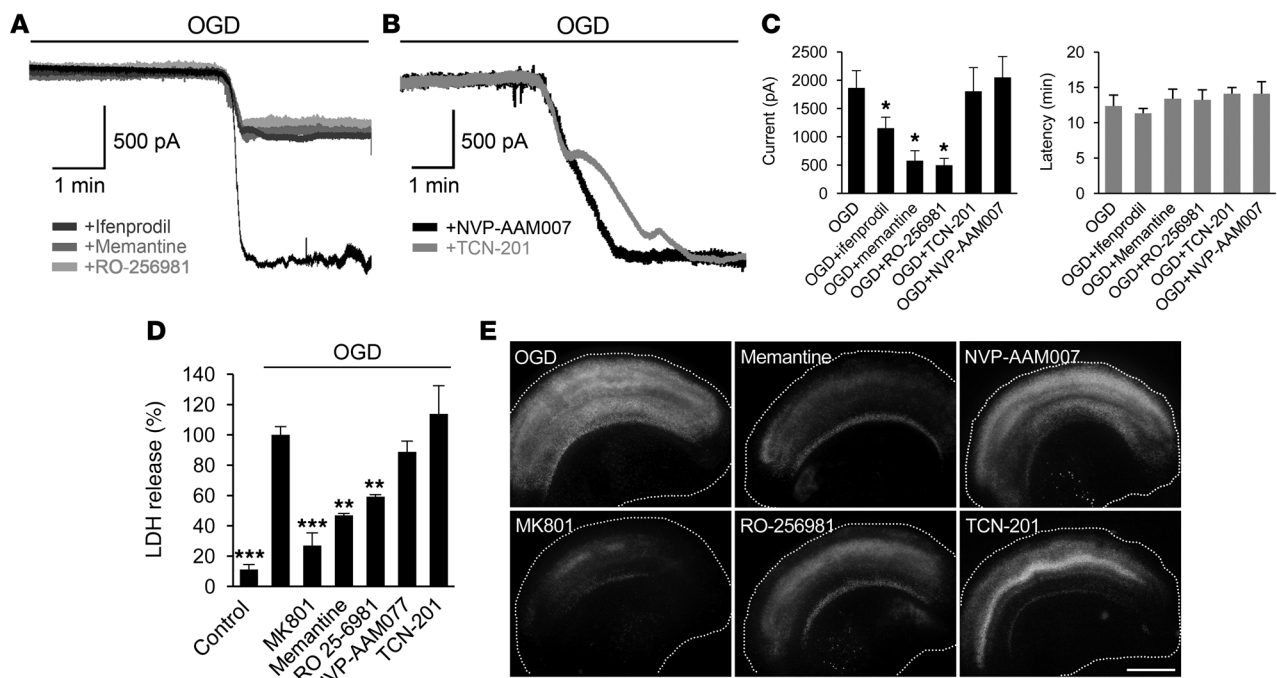 A
OGD
500 pA
1 min
+Ifenprodil
+Memantine
+RO-256981
B
OGD
500 pA
1 min
+NVP-AAM007
+TCN-201
C
Current (pA)
2500
2000
1500
1000
500
0
*
*
*
OGD
OGD+ifenprodil
OGD+memantine
OGD+RO-256981
OGD+TCN-201
OGD+NVP-AAM007
Latency (min)
20
15
10
5
0
OGD
OGD+Ifenprodil
OGD+Memantine
OGD+RO-256981
OGD+TCN-201
OGD+NVP-AAM007
D
OGD
LDH release (%)
140
120
100
80
60
40
20
0
***
***
**
**
Control
MK801
Memantine
RO 25-6981
VP-AAM077
TCN-201
E
OGD
Memantine
NVP-AAM007
MK801
RO-256981
TCN-201